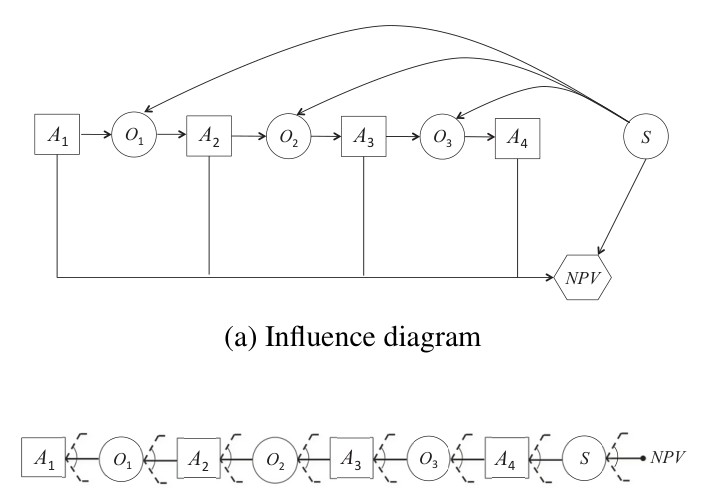 A1 O1 A2 O2 A3 O3 A4 S
NPV
(a) Influence diagram
A1 O1 A2 O2 A3 O3 A4 S NPV